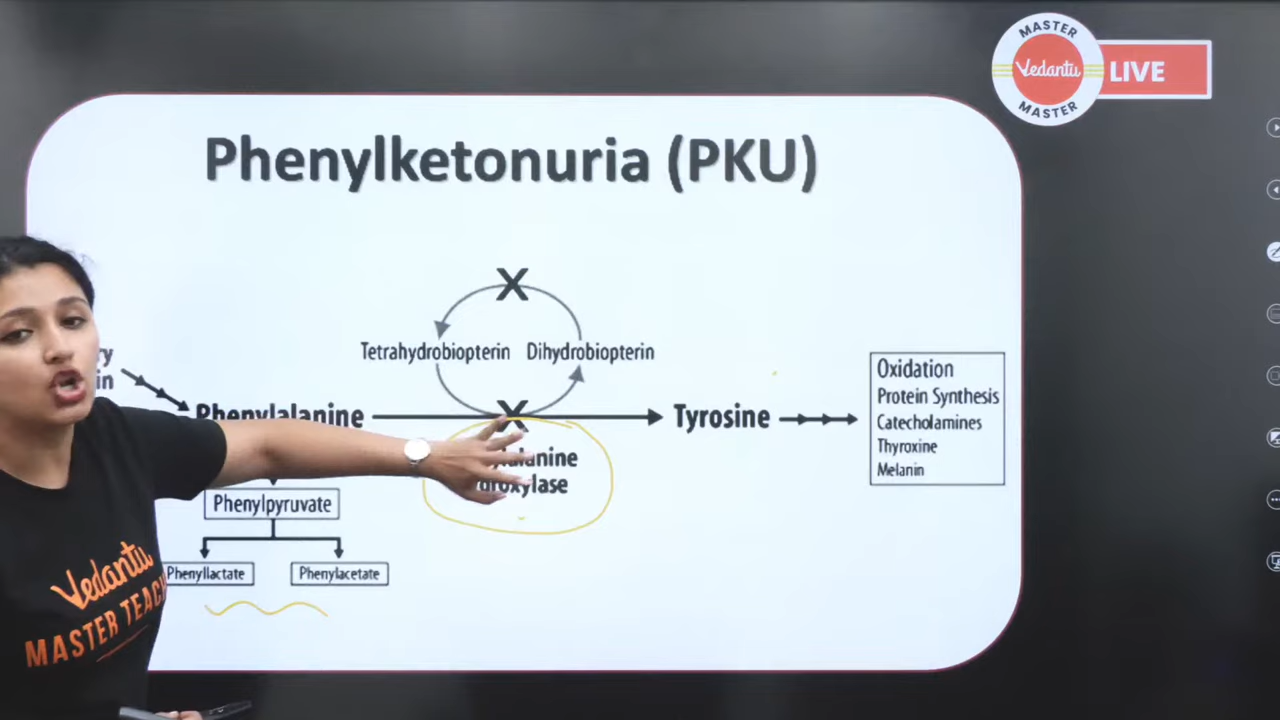 MASTER
Vedantu
MASTER
LIVE
Phenylketonuria (PKU)
Tetrahydrobiopterin Dihydrobiopterin
Phenylalanine
Tyrosine
Oxidation
Protein Synthesis
Catecholamines
Thyroxine
Melanin
Phenylpyruvate
Phenyllactate
Phenylacetate
Vedantu
MASTER